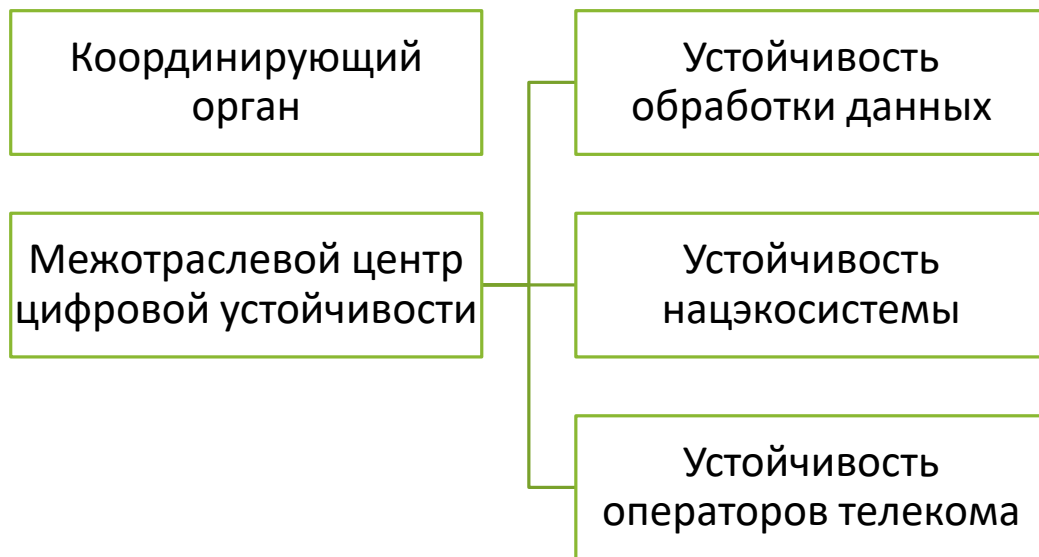 Координирующий
орган
Межотраслевой центр
цифровой устойчивости
Устойчивость
обработки данных
Устойчивость
нацэкосистемы
Устойчивость
операторов телекома